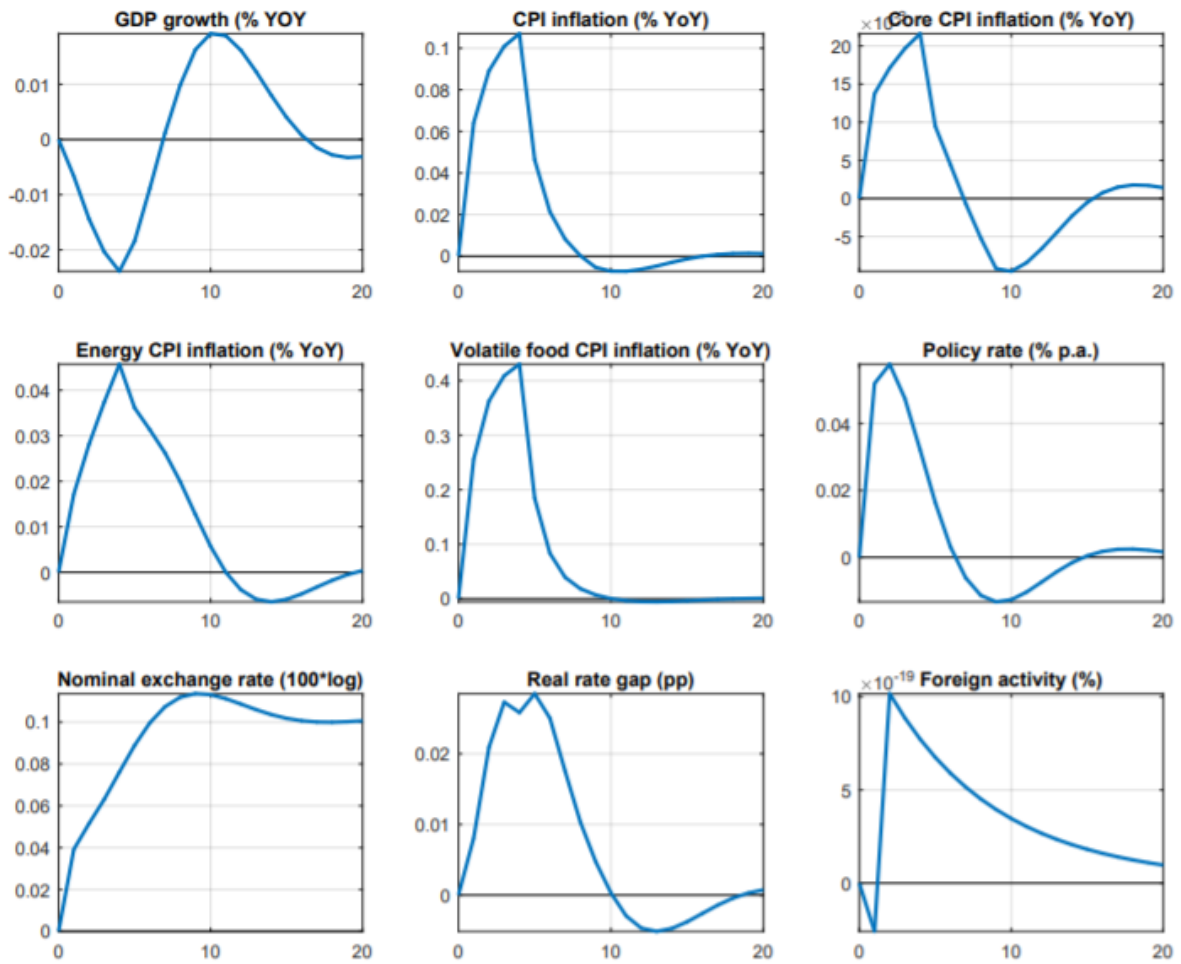 GDP growth (% YOY
0.01
0
-0.01
-0.02
0 10 20
CPI inflation (% YoY)
0.1
0.08
0.06
0.04
0.02
0
0 10 20
Core CPI inflation (% YoY)
20
15
10
5
0
-5
0 10 20
Energy CPI inflation (% YoY)
0.04
0.03
0.02
0.01
0
0 10 20
Volatile food CPI inflation (% YoY)
0.4
0.3
0.2
0.1
0
0 10 20
Policy rate (% p.a.)
0.04
0.02
0
0 10 20
Nominal exchange rate (100*log)
0.1
0.08
0.06
0.04
0.02
0
0 10 20
Real rate gap (pp)
0.02
0.01
0
0 10 20
×10⁻¹⁹ Foreign activity (%)
10
5
0
0 10 20